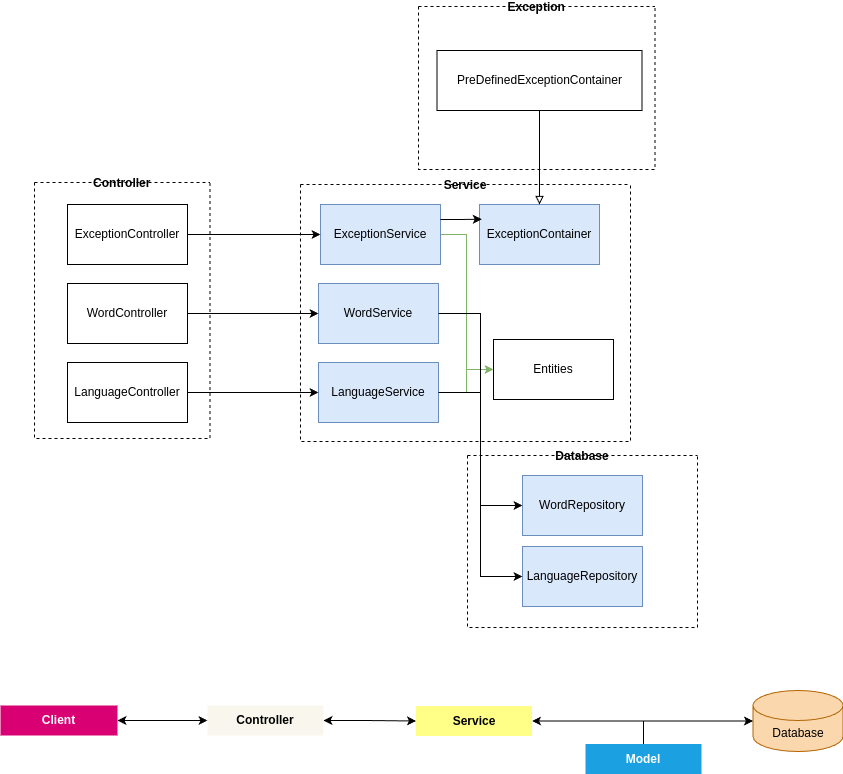 Exception
PreDefinedExceptionContainer
Controller
Service
ExceptionController
ExceptionService
ExceptionContainer
WordController
WordService
Entities
LanguageController
LanguageService
Database
WordRepository
LanguageRepository
Client
Controller
Service
Database
Model